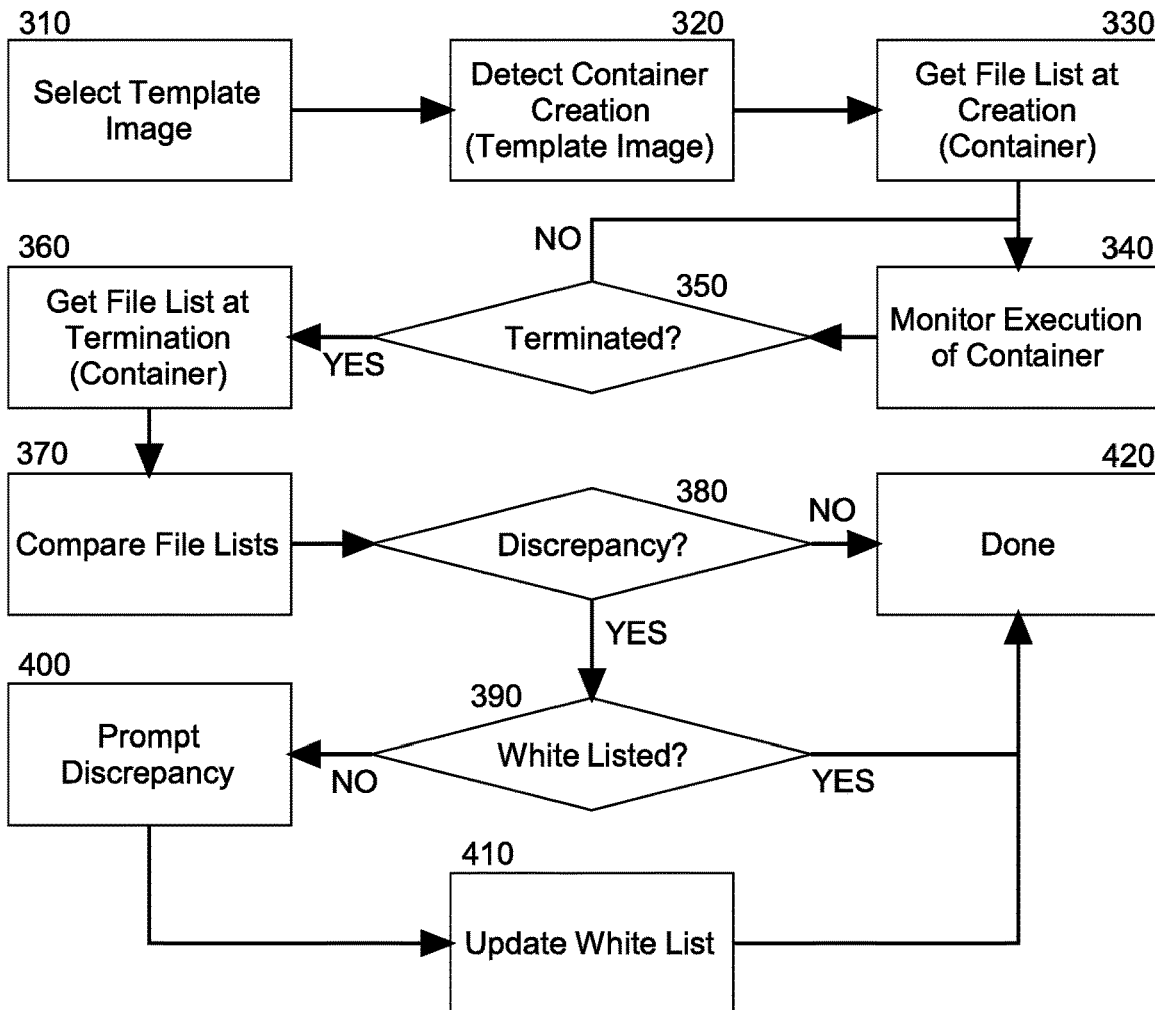 310
Select Template
Image
320
Detect Container
Creation
(Template Image)
330
Get File List at
Creation
(Container)
NO
360
Get File List at
Termination
(Container)
YES
350
Terminated?
340
Monitor Execution
of Container
370
Compare File Lists
380
Discrepancy?
NO
YES
420
Done
400
Prompt
Discrepancy
NO
390
White Listed?
YES
410
Update White List